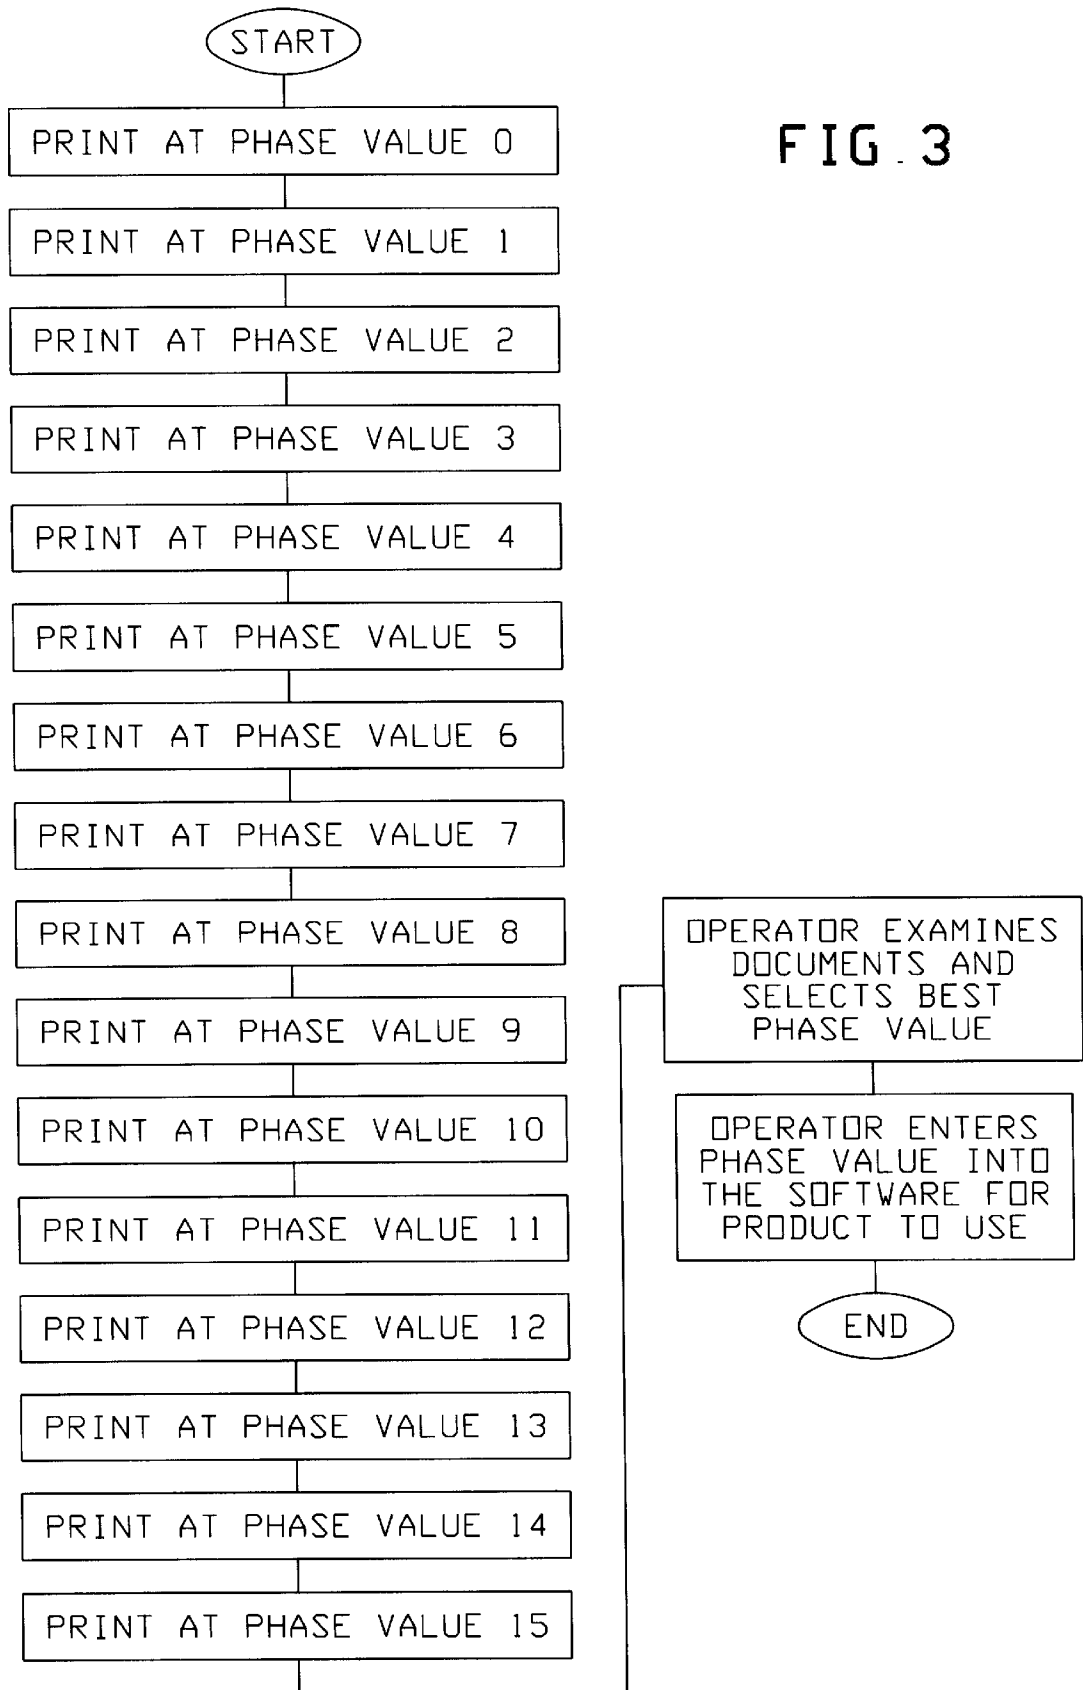 START
FIG.3
PRINT AT PHASE VALUE 0
PRINT AT PHASE VALUE 1
PRINT AT PHASE VALUE 2
PRINT AT PHASE VALUE 3
PRINT AT PHASE VALUE 4
PRINT AT PHASE VALUE 5
PRINT AT PHASE VALUE 6
PRINT AT PHASE VALUE 7
PRINT AT PHASE VALUE 8
PRINT AT PHASE VALUE 9
PRINT AT PHASE VALUE 10
PRINT AT PHASE VALUE 11
PRINT AT PHASE VALUE 12
PRINT AT PHASE VALUE 13
PRINT AT PHASE VALUE 14
PRINT AT PHASE VALUE 15
OPERATOR EXAMINES
DOCUMENTS AND
SELECTS BEST
PHASE VALUE
OPERATOR ENTERS
PHASE VALUE INTO
THE SOFTWARE FOR
PRODUCT TO USE
END